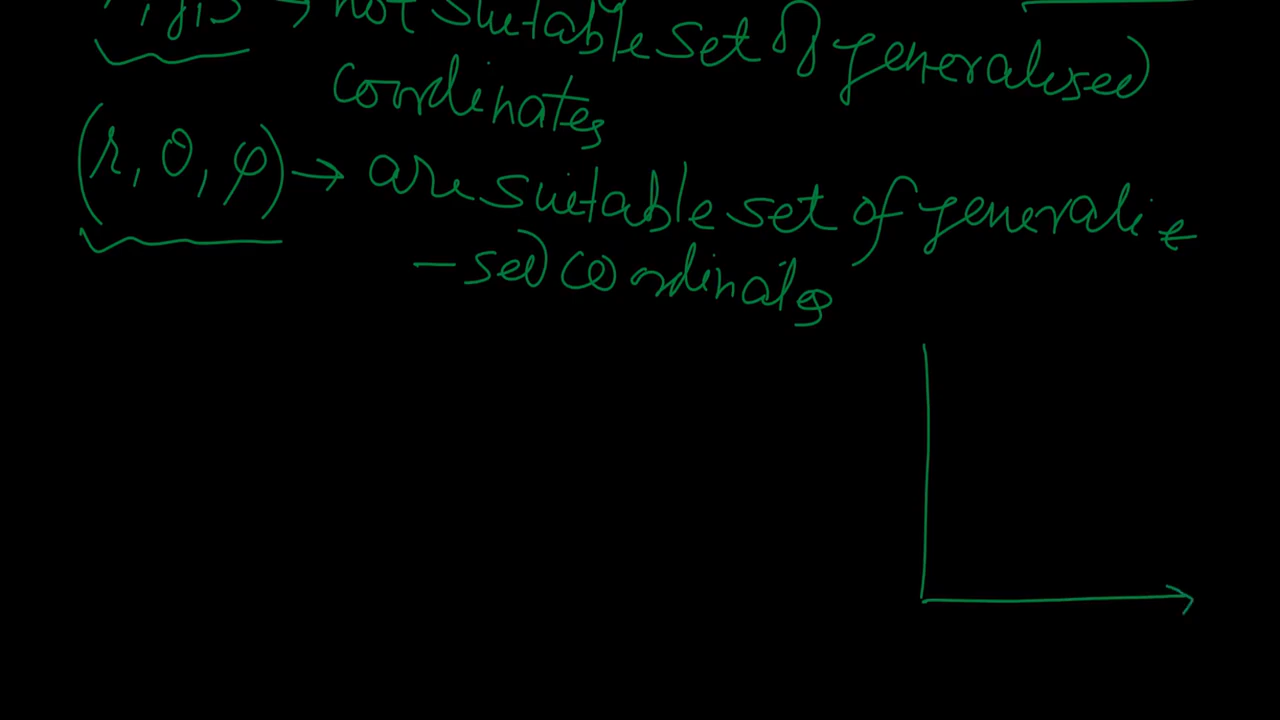 → not suitable set of generalised
coordinates
(r, θ, φ) → are suitable set of generali
-sed coordinates